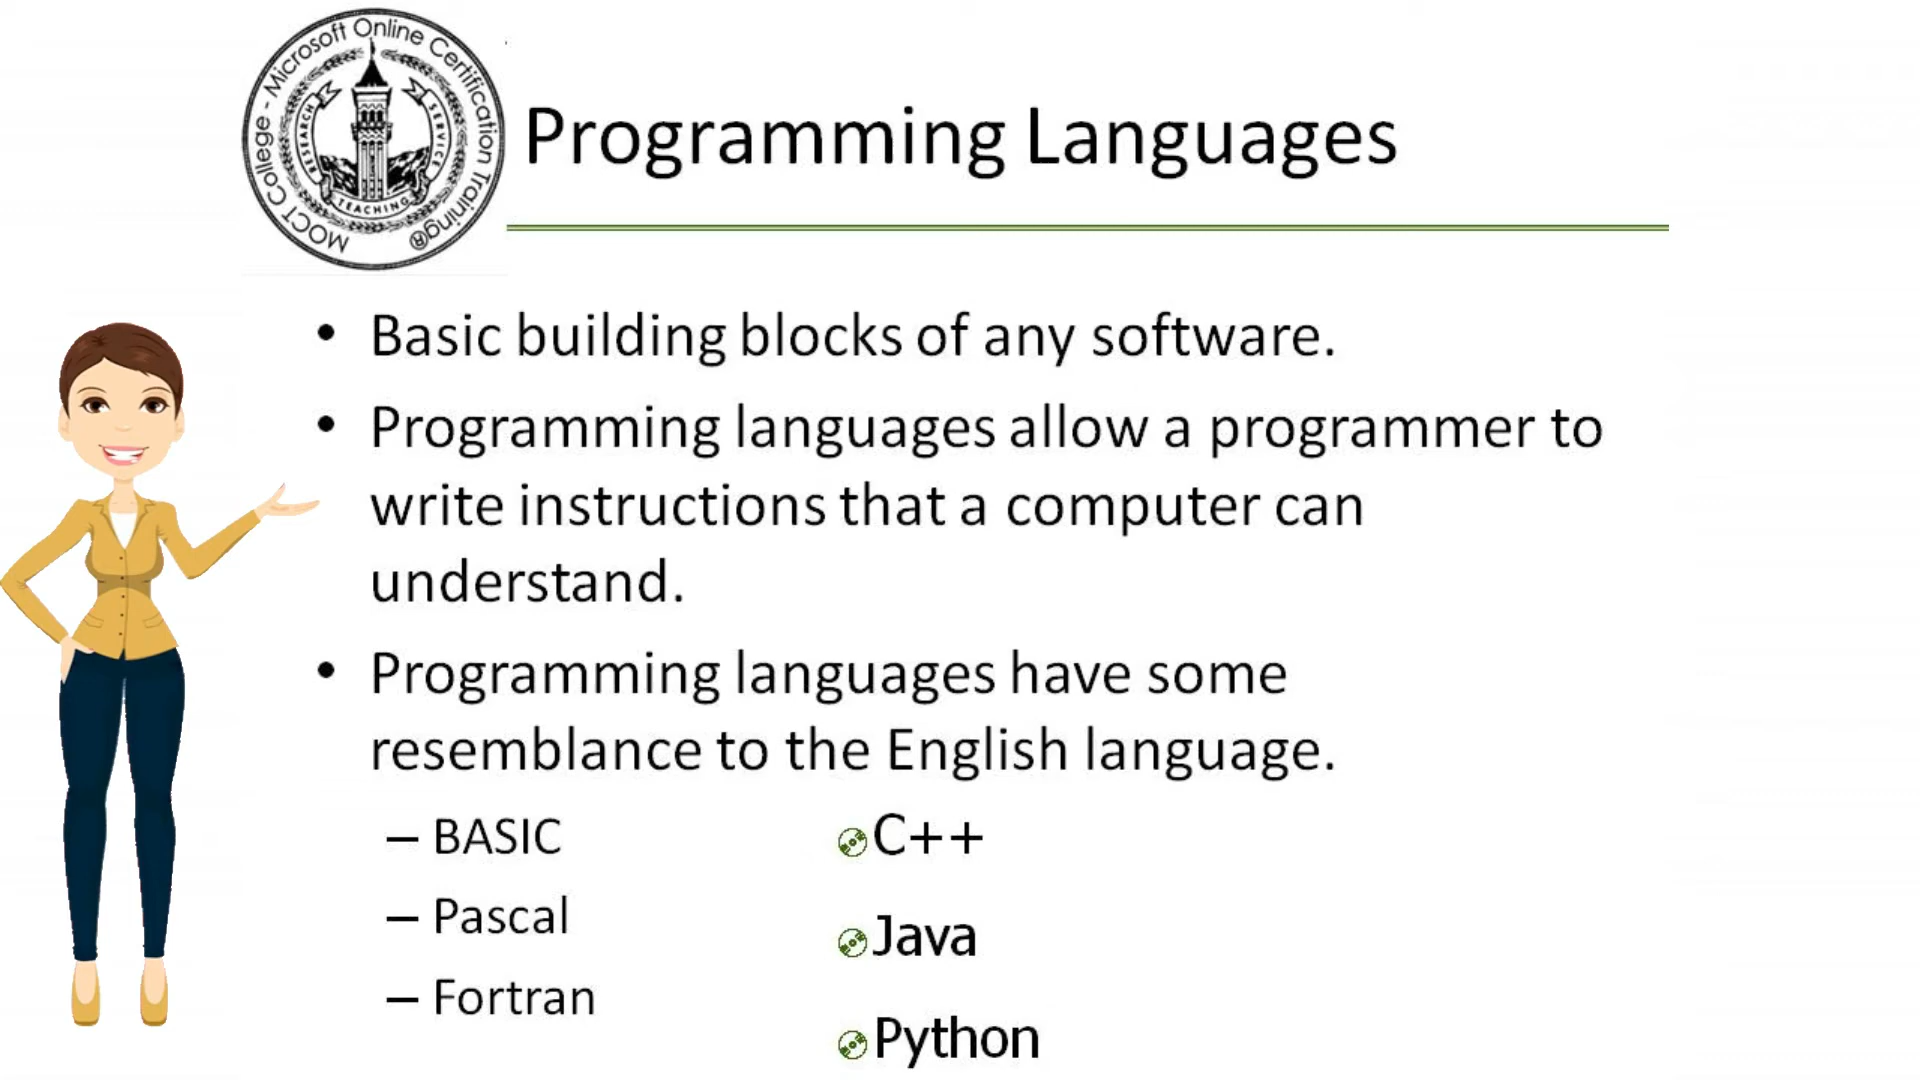 MOCT College - Microsoft Online Certification Training®
RESEARCH
SERVICE
TEACHING
Programming Languages
• Basic building blocks of any software.
• Programming languages allow a programmer to
write instructions that a computer can
understand.
• Programming languages have some
resemblance to the English language.
– BASIC
– Pascal
– Fortran
C++
Java
Python